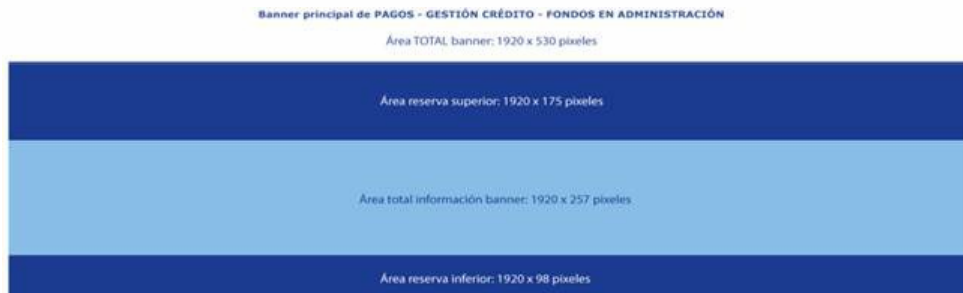 Banner principal de PAGOS - GESTIÓN CRÉDITO - FONDOS EN ADMINISTRACIÓN
Área TOTAL banner: 1920 x 530 pixeles
Área reserva superior: 1920 x 175 pixeles
Área total información banner: 1920 x 257 pixeles
Área reserva inferior: 1920 x 98 pixeles